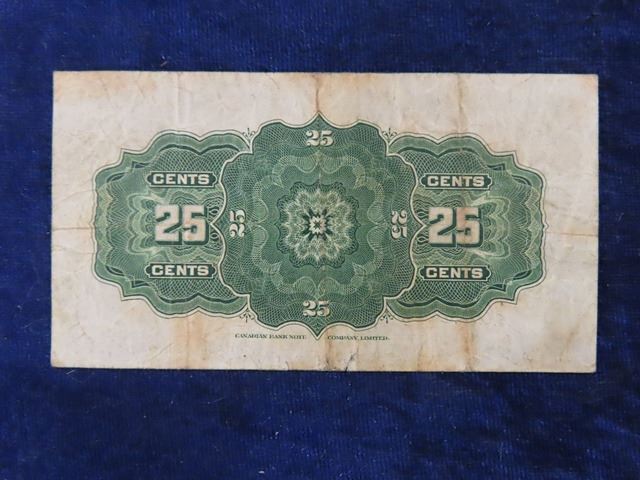 25
CENTS CENTS
25 25 25 25
CENTS CENTS
25
CANADIAN BANK NOTE COMPANY, LIMITED.